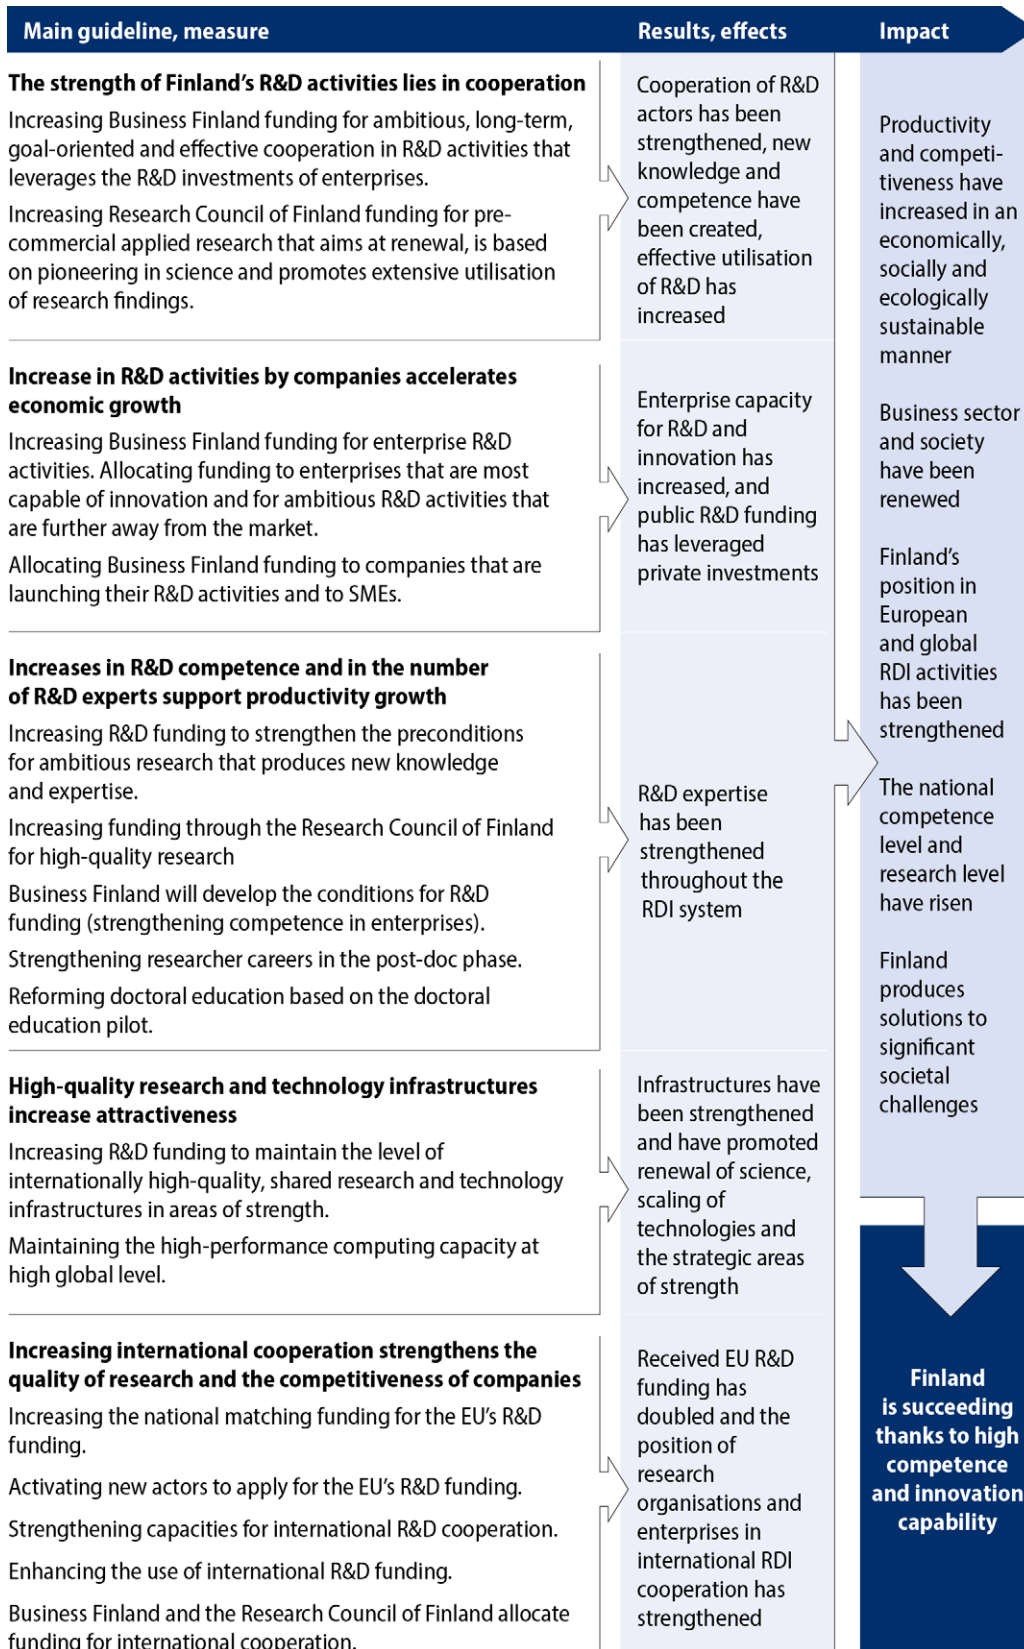 Main guideline, measure
Results, effects
Impact
The strength of Finland's R&D activities lies in cooperation
Increasing Business Finland funding for ambitious, long-term,
goal-oriented and effective cooperation in R&D activities that
leverages the R&D investments of enterprises.
Increasing Research Council of Finland funding for pre-
commercial applied research that aims at renewal, is based
on pioneering in science and promotes extensive utilisation
of research findings.
Cooperation of R&D
actors has been
strengthened, new
knowledge and
competence have
been created,
effective utilisation
of R&D has
increased
Increase in R&D activities by companies accelerates
economic growth
Increasing Business Finland funding for enterprise R&D
activities. Allocating funding to enterprises that are most
capable of innovation and for ambitious R&D activities that
are further away from the market.
Allocating Business Finland funding to companies that are
launching their R&D activities and to SMEs.
Enterprise capacity
for R&D and
innovation has
increased, and
public R&D funding
has leveraged
private investments
Increases in R&D competence and in the number
of R&D experts support productivity growth
Increasing R&D funding to strengthen the preconditions
for ambitious research that produces new knowledge
and expertise.
Increasing funding through the Research Council of Finland
for high-quality research
Business Finland will develop the conditions for R&D
funding (strengthening competence in enterprises).
Strengthening researcher careers in the post-doc phase.
Reforming doctoral education based on the doctoral
education pilot.
R&D expertise
has been
strengthened
throughout the
RDI system
High-quality research and technology infrastructures
increase attractiveness
Increasing R&D funding to maintain the level of
internationally high-quality, shared research and technology
infrastructures in areas of strength.
Maintaining the high-performance computing capacity at
high global level.
Infrastructures have
been strengthened
and have promoted
renewal of science,
scaling of
technologies and
the strategic areas
of strength
Increasing international cooperation strengthens the
quality of research and the competitiveness of companies
Increasing the national matching funding for the EU's R&D
funding.
Activating new actors to apply for the EU's R&D funding.
Strengthening capacities for international R&D cooperation.
Enhancing the use of international R&D funding.
Business Finland and the Research Council of Finland allocate
funding for international cooperation.
Received EU R&D
funding has
doubled and the
position of
research
organisations and
enterprises in
international RDI
cooperation has
strengthened
Productivity
and competi-
tiveness have
increased in an
economically,
socially and
ecologically
sustainable
manner
Business sector
and society
have been
renewed
Finland's
position in
European
and global
RDI activities
has been
strengthened
The national
competence
level and
research level
have risen
Finland
produces
solutions to
significant
societal
challenges
Finland
is succeeding
thanks to high
competence
and innovation
capability